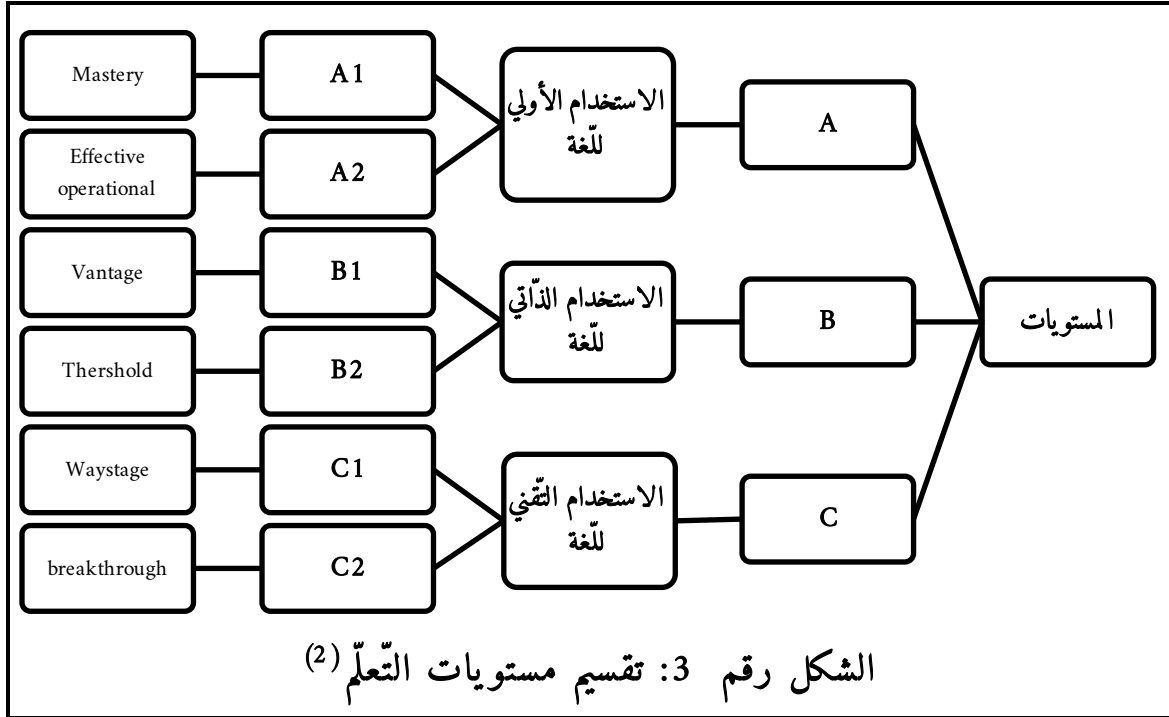 المستويات
A
B
C
الاستخدام الأولي
للّغة
الاستخدام الذّاتي
للّغة
الاستخدام التّقني
للّغة
A1
A2
B1
B2
C1
C2
Mastery
Effective
operational
Vantage
Thershold
Waystage
breakthrough
الشكل رقم 3: تقسيم مستويات التّعلّم (2)